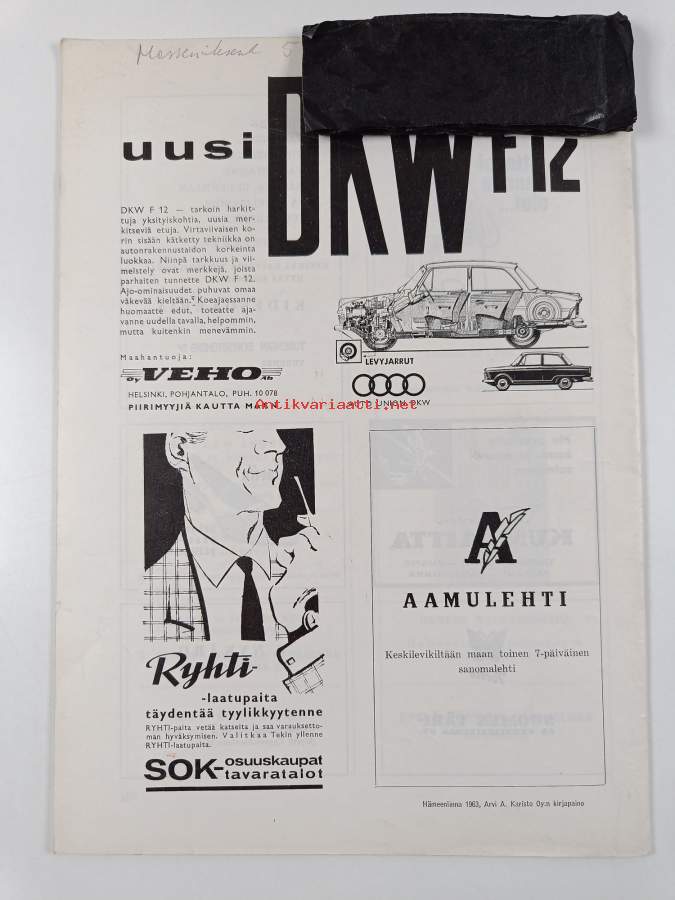 uusi DKW F12
DKW F 12 — tarkoin harkit-
tuja yksityiskohtia, uusia mer-
kitseviä etuja. Virtaviivaisen ko-
rin sisään kätketty tekniikka on
autonrakennustaidon korkeinta
luokkaa. Niinpä tarkkuus ja vii-
meistely ovat merkkejä, joista
parhaiten tunnette DKW F 12.
Ajo-ominaisuudet puhuvat omaa
väkevää kieltään. Koeajaessanne
huomaatte edut, toteatte aja-
vanne uudella tavalla, helpommin,
mutta kuitenkin menevämmin.
Maahantuoja:
Oy VEHO Ab
HELSINKI, POHJANTALO, PUH. 10 078
PIIRIMYYJIÄ KAUTTA MAAN
LEVYJARRUT
AUTO UNION DKW
Antikvariaatti.net
Ryhti-
-laatupaita
täydentää tyylikkyytenne
RYHTI-paita vetää katseita ja saa varauksetto-
man hyväksymisen. Valitkaa Tekin yllenne
RYHTI-laatupaita.
SOK-osuuskaupat
tavaratalot
A
AAMULEHTI
Keskilevikiltään maan toinen 7-päiväinen
sanomalehti
Hämeenlinna 1963, Arvi A. Karisto Oy:n kirjapaino